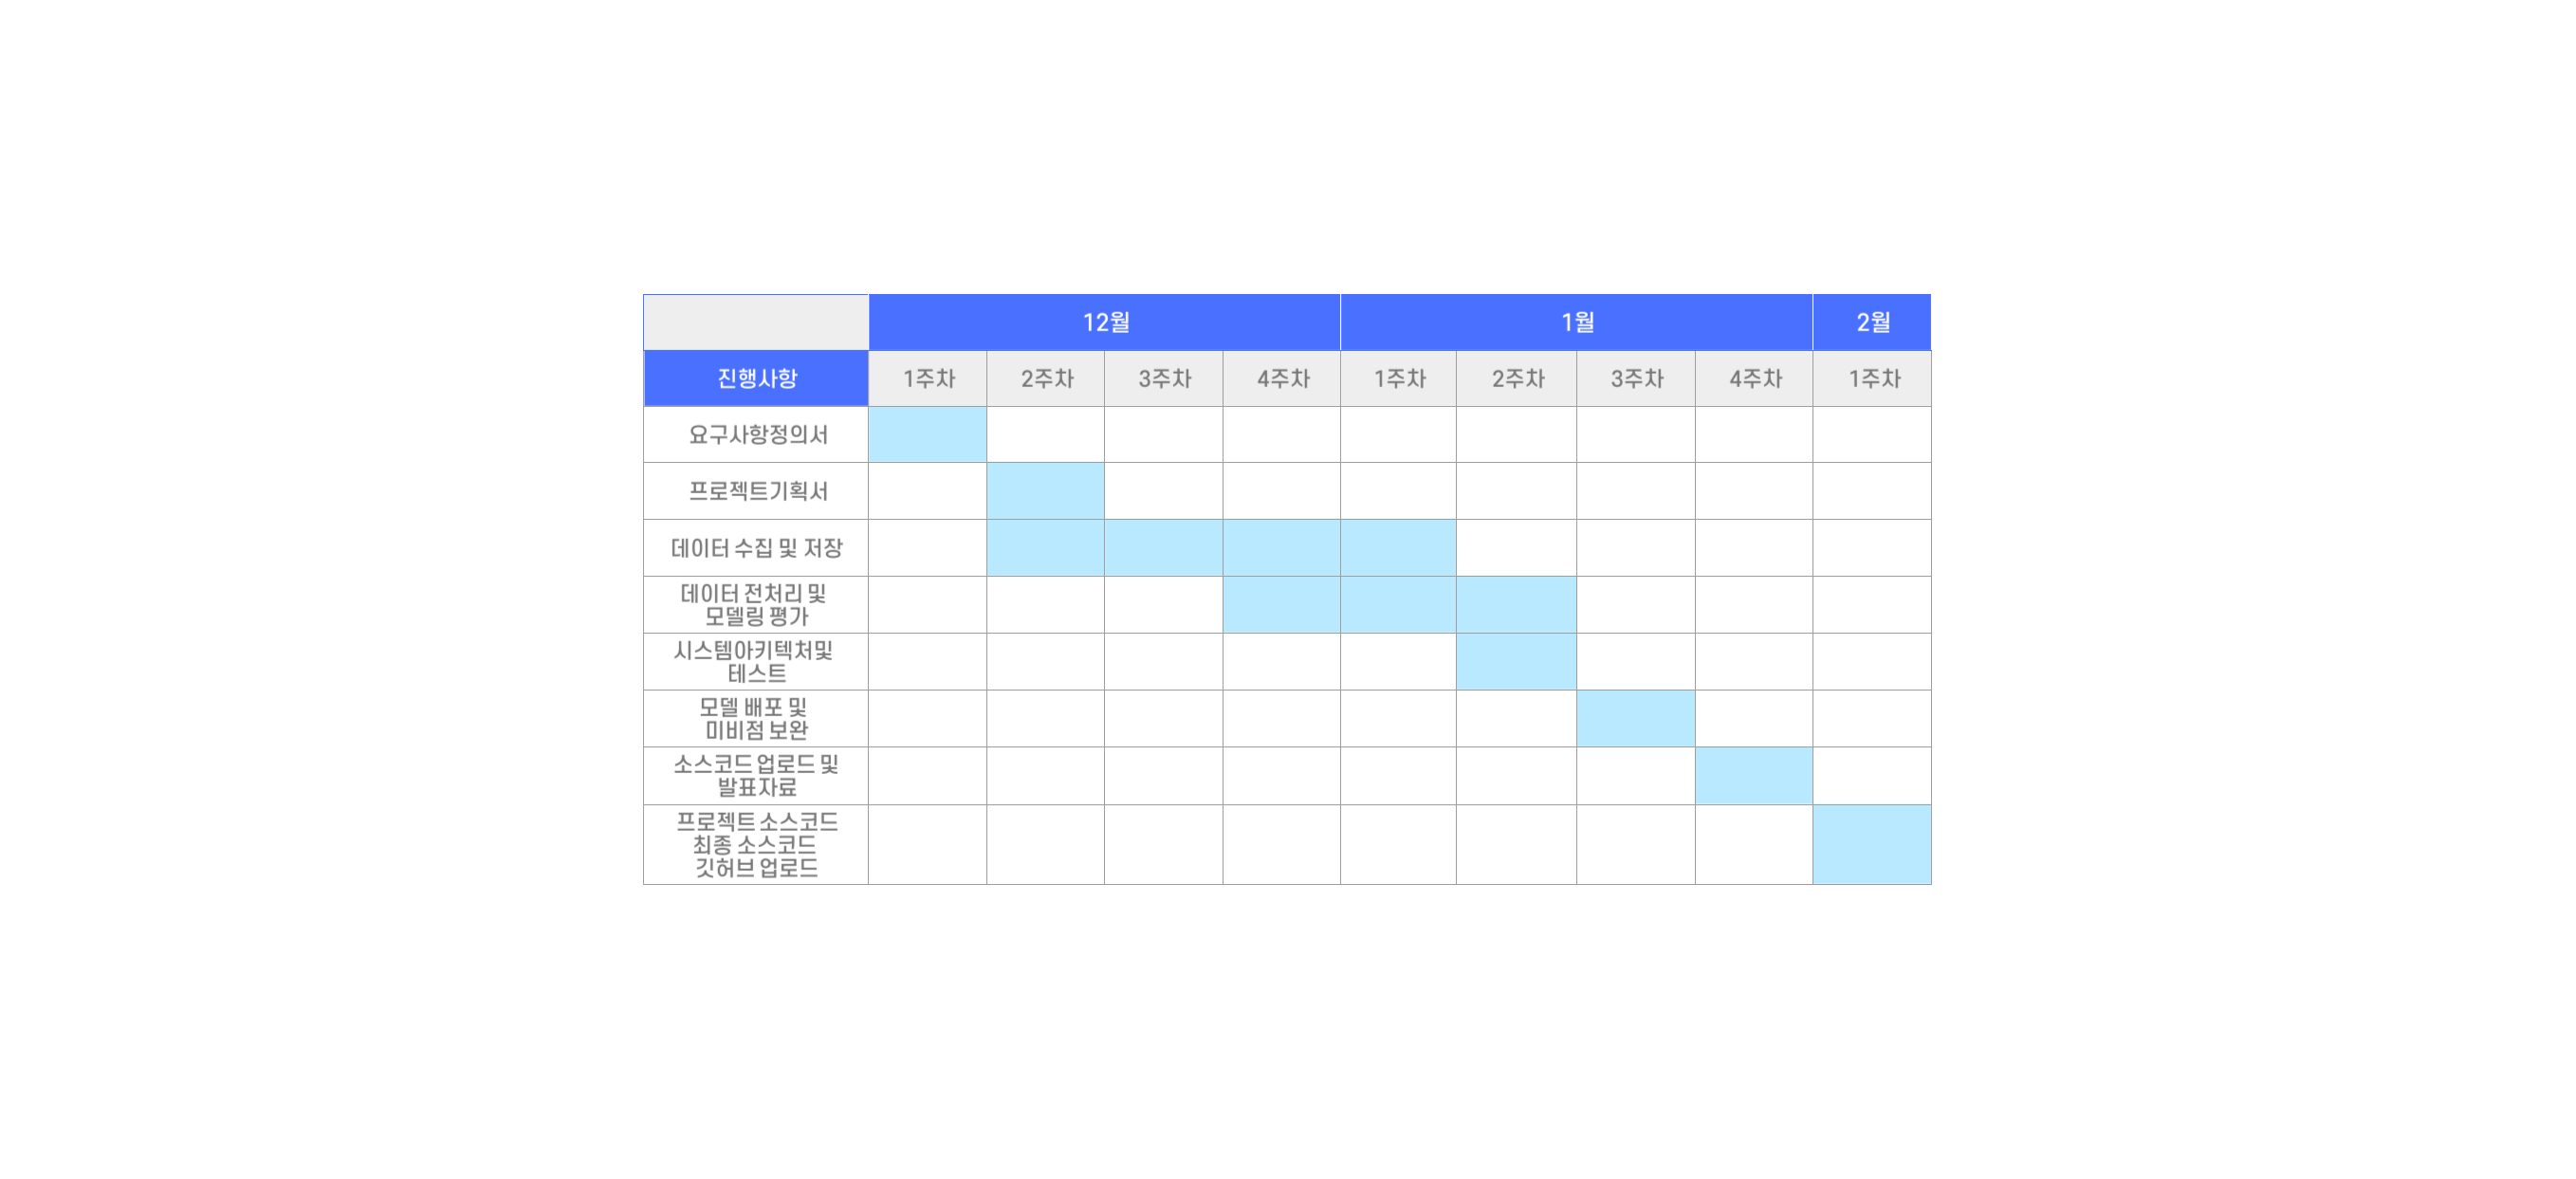 12월 1월 2월
진행사항 1주차 2주차 3주차 4주차 1주차 2주차 3주차 4주차 1주차
요구사항정의서
프로젝트기획서
데이터 수집 및 저장
데이터 전처리 및
모델링 평가
시스템아키텍처및
테스트
모델 배포 및
미비점 보완
소스코드 업로드 및
발표자료
프로젝트 소스코드
최종 소스코드
깃허브 업로드